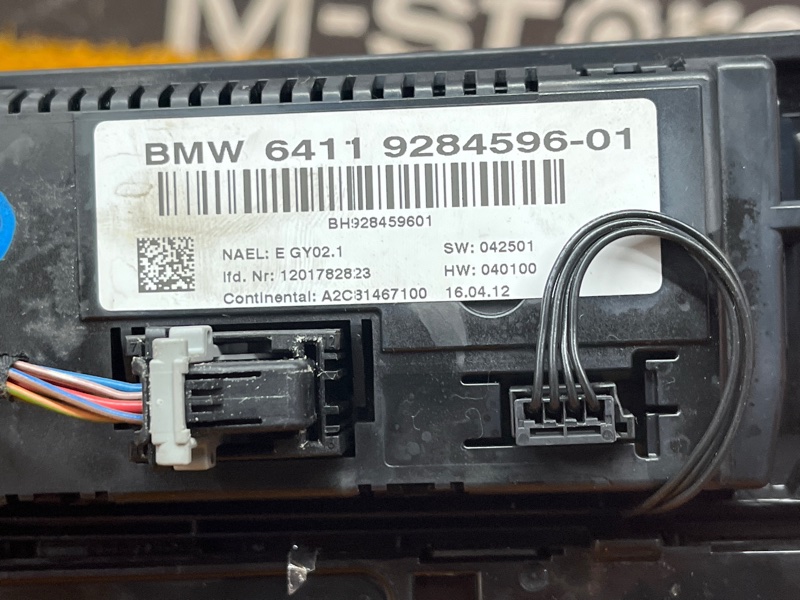 M-Store
BMW 6411 9284596-01
BH928459601
NAEL: E GY02.1 SW: 042501
lfd. Nr: 1201782823 HW: 040100
Continental: A2C81467100 16.04.12